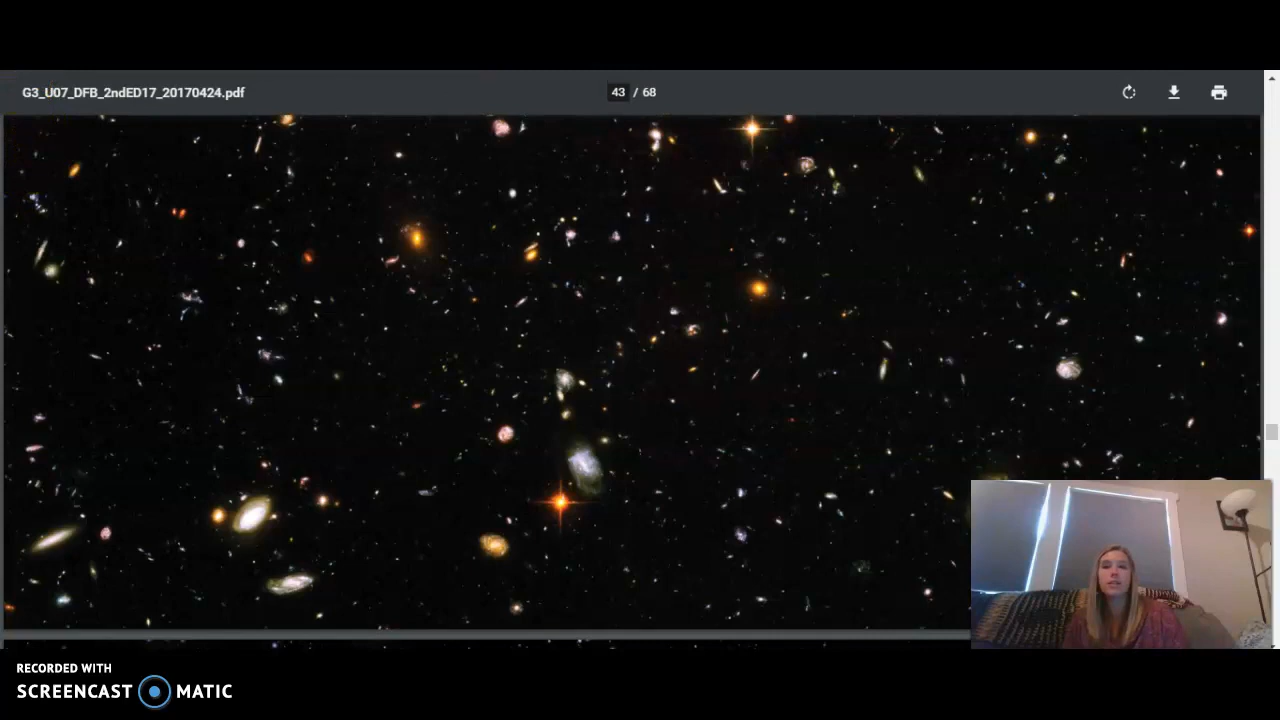 G3_U07_DFB_2ndED17_20170424.pdf 43 / 68
RECORDED WITH
SCREENCAST MATIC